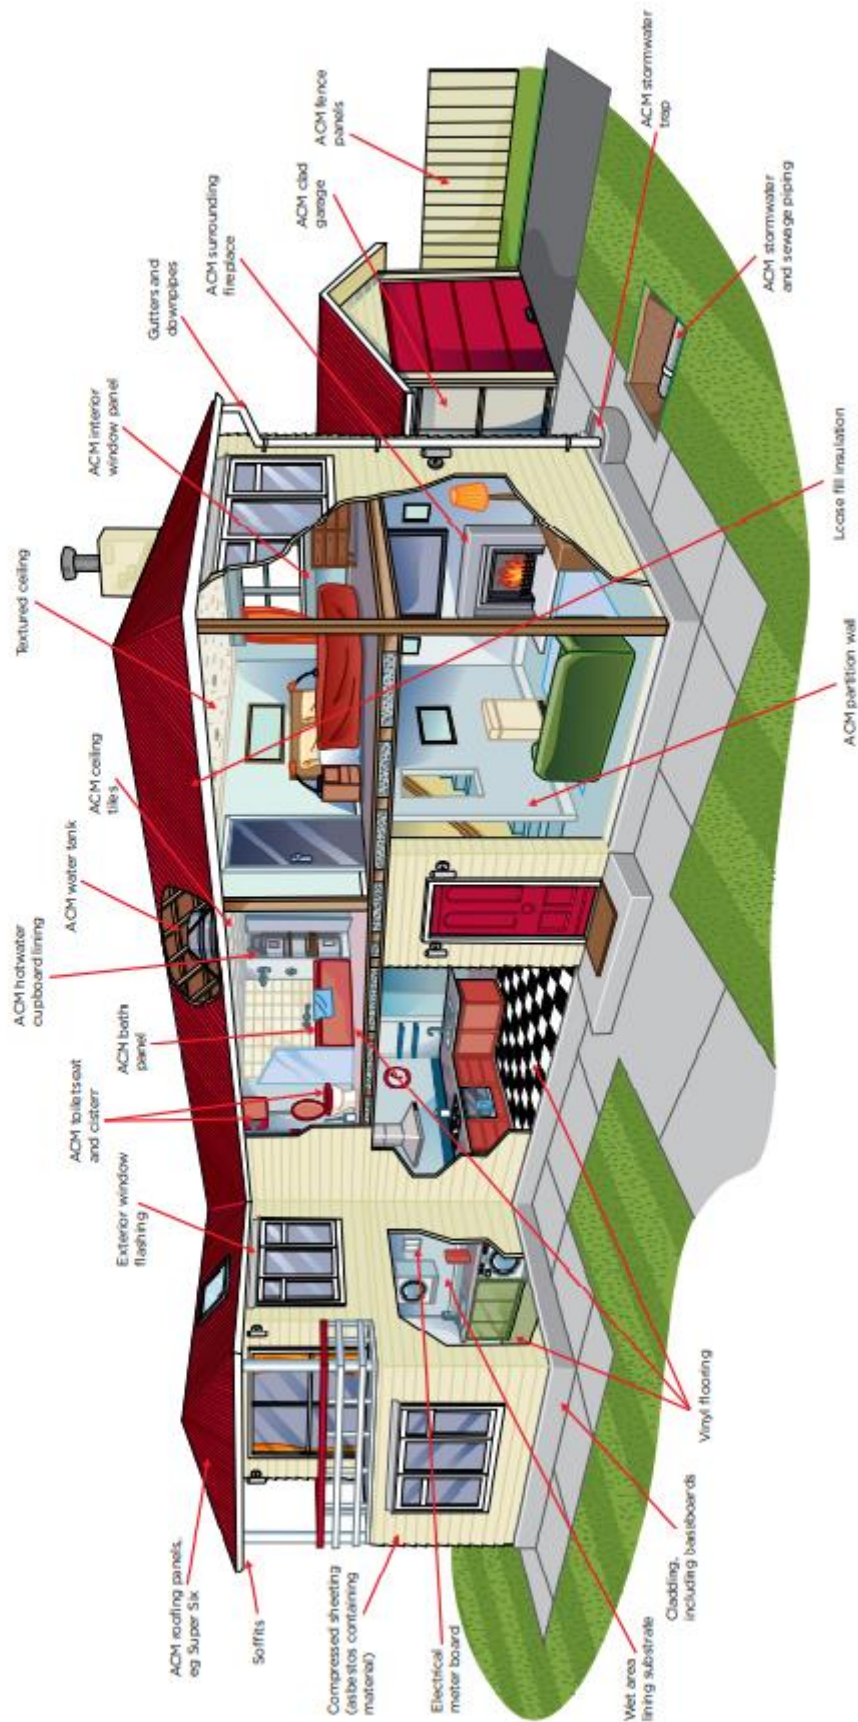 ACM roofing panels,
eg Super Six
Soffits
Compressed sheeting
(asbestos containing
material)
Electrical
meter board
Wet area
lining substrate
Cladding,
including baseboards
Exterior window
flashing
ACM toilet seat
and cistern
ACM bath
panel
ACM hotwater
cupboard lining
ACM water tank
ACM ceiling
tiles
Textured ceiling
ACM interior
window panel
Gutters and
downpipes
ACM surrounding
fireplace
ACM clad
garage
ACM fence
panels
Vinyl flooring
ACM partition wall
Loose fill insulation
ACM stormwater
and sewage piping
ACM stormwater
trap